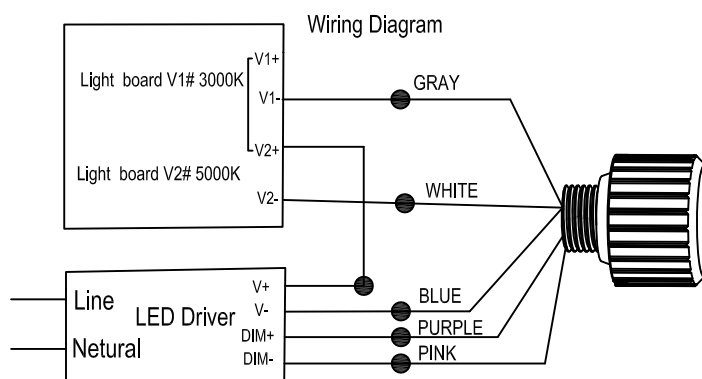 Wiring Diagram
V1+
Light board V1# 3000K
V1-
GRAY
V2+
Light board V2# 5000K
V2-
WHITE
V+
Line
LED Driver
V-
BLUE
DIM+
PURPLE
Netural
DIM-
PINK